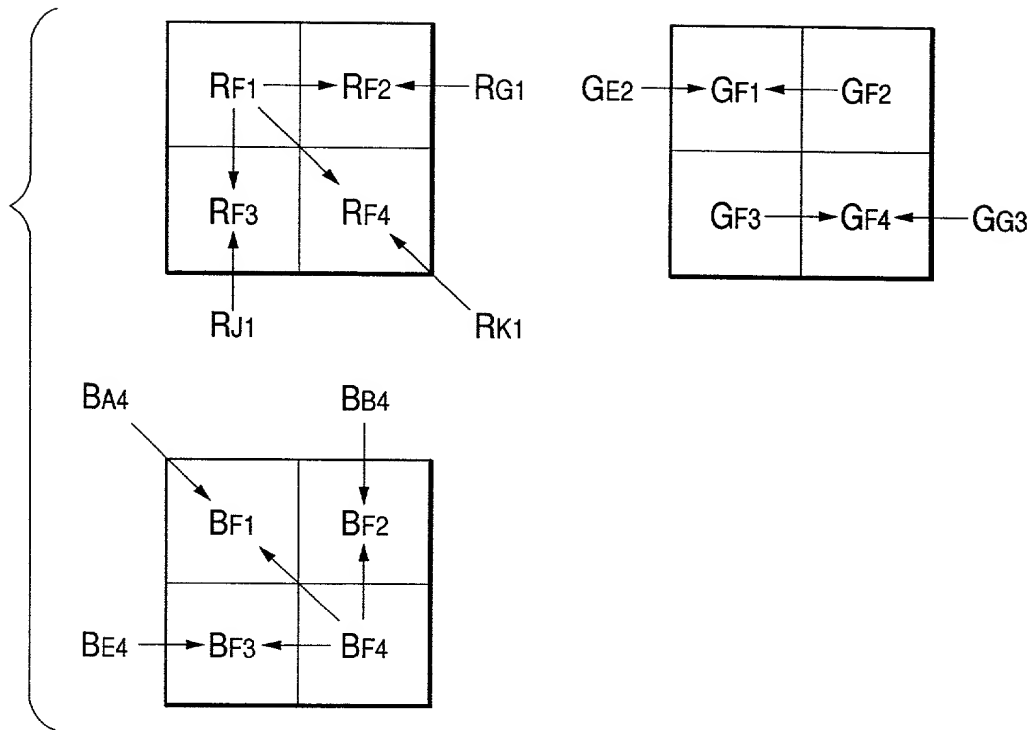 RF1 RF2 RG1
RF3 RF4
RJ1 RK1
GE2 GF1 GF2
GF3 GF4 GG3
BA4 BB4
BF1 BF2
BE4 BF3 BF4